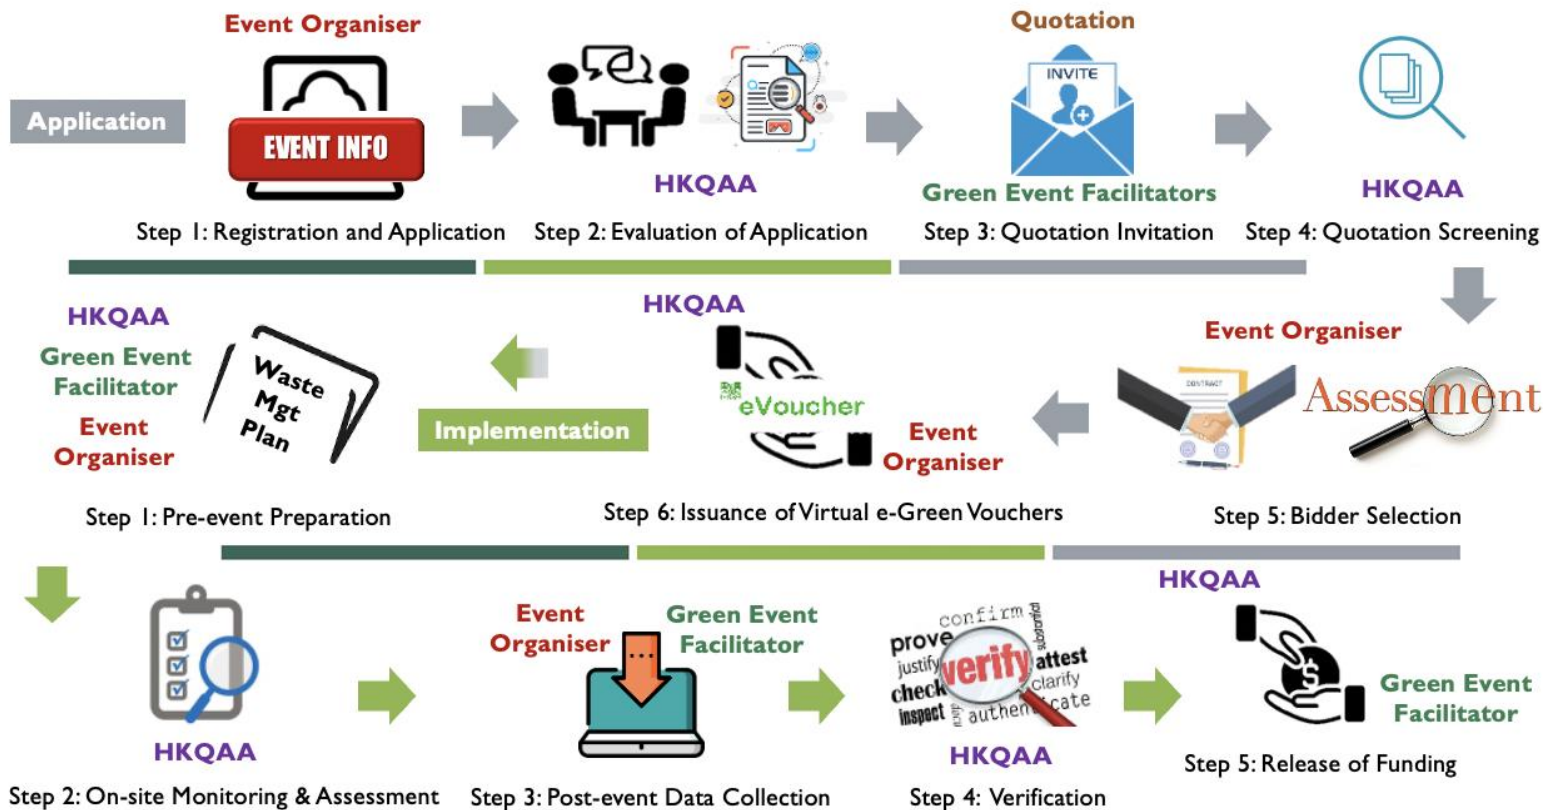 Event Organiser
Quotation
Application
EVENT INFO
INVITE
HKQAA
Green Event Facilitators
HKQAA
Step 1: Registration and Application
Step 2: Evaluation of Application
Step 3: Quotation Invitation
Step 4: Quotation Screening
Event Organiser
CONTRACT
Assessment
Step 5: Bidder Selection
HKQAA
eVoucher
Event
Organiser
Step 6: Issuance of Virtual e-Green Vouchers
Implementation
HKQAA
Green Event
Facilitator
Event
Organiser
Waste
Mgt
Plan
Step 1: Pre-event Preparation
HKQAA
Step 2: On-site Monitoring & Assessment
Event
Organiser
Green Event
Facilitator
Step 3: Post-event Data Collection
confirm
prove
justify
verify
attest
check
clarify
inspect
authenticate
HKQAA
Step 4: Verification
HKQAA
$
Green Event
Facilitator
Step 5: Release of Funding